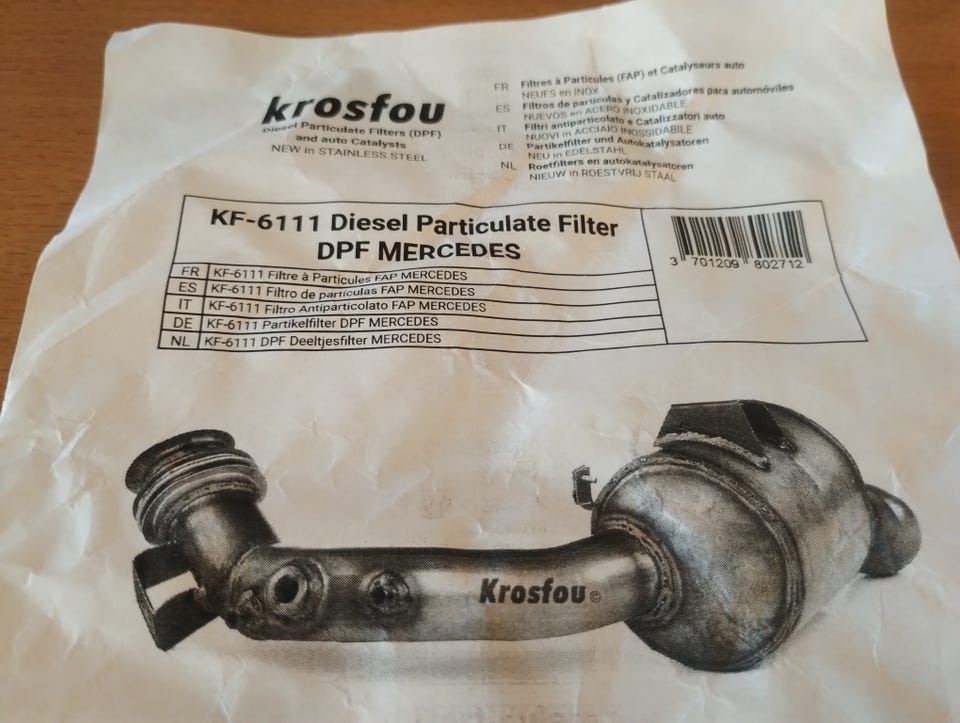 krosfou
Diesel Particulate Filters (DPF)
and auto Catalysts
NEW in STAINLESS STEEL
FR Filtres à Particules (FAP) et Catalyseurs auto
NEUFS en INOX
ES Filtros de partículas y Catalizadores para automóviles
NUEVOS en ACERO INOXIDABLE
IT Filtri antiparticolato e Catalizzatori auto
NUOVI in ACCIAIO INOSSIDABILE
DE Partikelfilter und Autokatalysatoren
NEU in EDELSTAHL
NL Roetfilters en autokatalysatoren
NIEUW in ROESTVRIJ STAAL
KF-6111 Diesel Particulate Filter
DPF MERCEDES
FR KF-6111 Filtre à Particules FAP MERCEDES
ES KF-6111 Filtro de partículas FAP MERCEDES
IT KF-6111 Filtro Antiparticolato FAP MERCEDES
DE KF-6111 Partikelfilter DPF MERCEDES
NL KF-6111 DPF Deeltjesfilter MERCEDES
3 701209 802712
Krosfou©